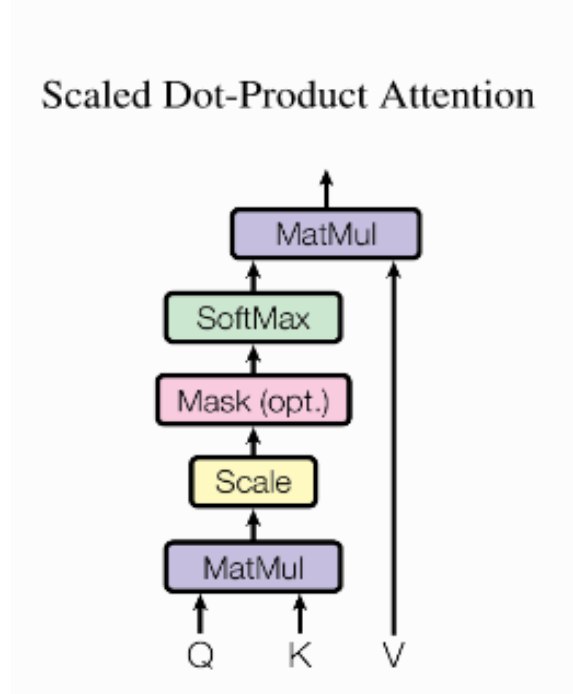 Scaled Dot-Product Attention
MatMul
SoftMax
Mask (opt.)
Scale
MatMul
Q K V